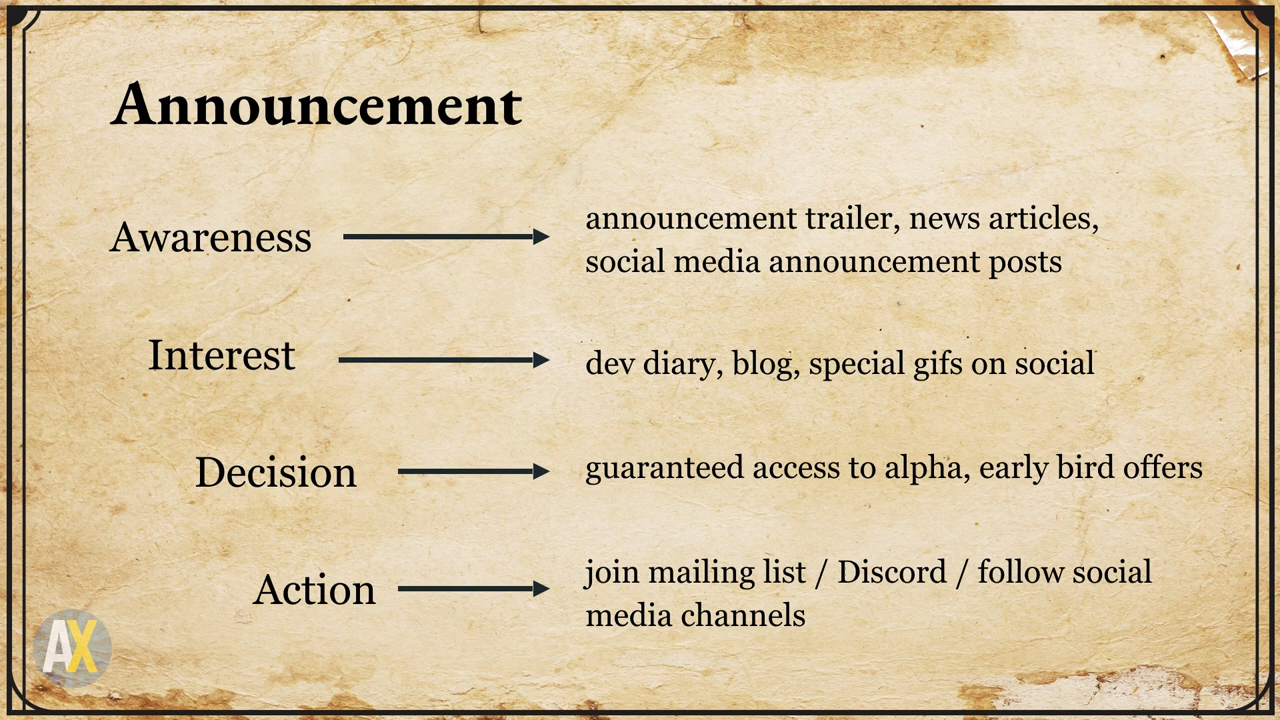 Announcement
Awareness
announcement trailer, news articles,
social media announcement posts
Interest
dev diary, blog, special gifs on social
Decision
guaranteed access to alpha, early bird offers
Action
join mailing list / Discord / follow social
media channels
AX